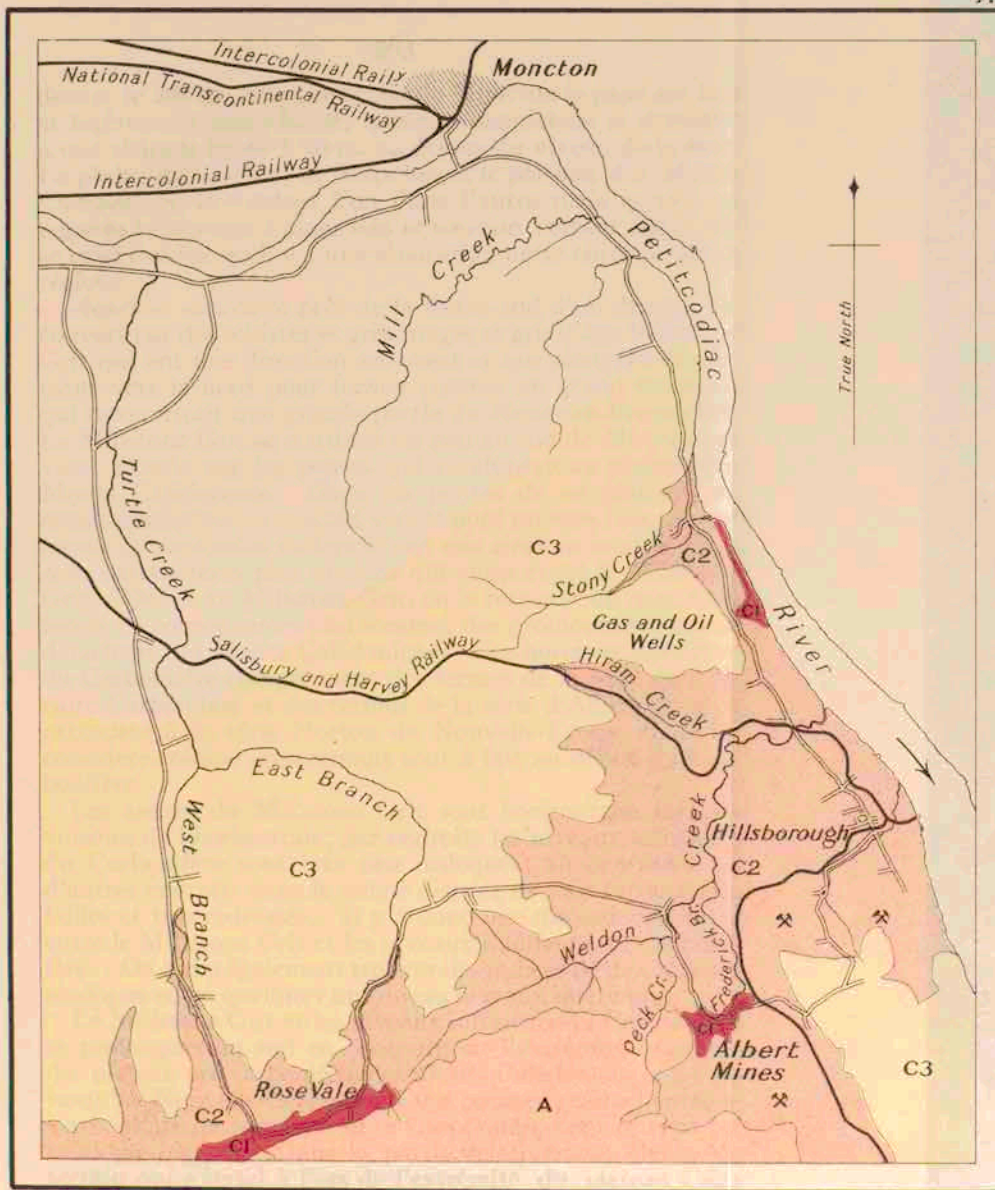 Intercolonial Rail.y
Moncton
National Transcontinental Railway
Intercolonial Railway
Petitcodiac
Mill Creek
True North
Turtle Creek
C3
Stony Creek
C2
C1
Gas and Oil
Wells
River
Salisbury and Harvey Railway
Hiram Creek
East Branch
Hillsborough
Creek
C2
C3
West Branch
Weldon
Frederick Br.
Peck Cr.
C1
Albert
Mines
C3
Rose Vale
A
C2
C1